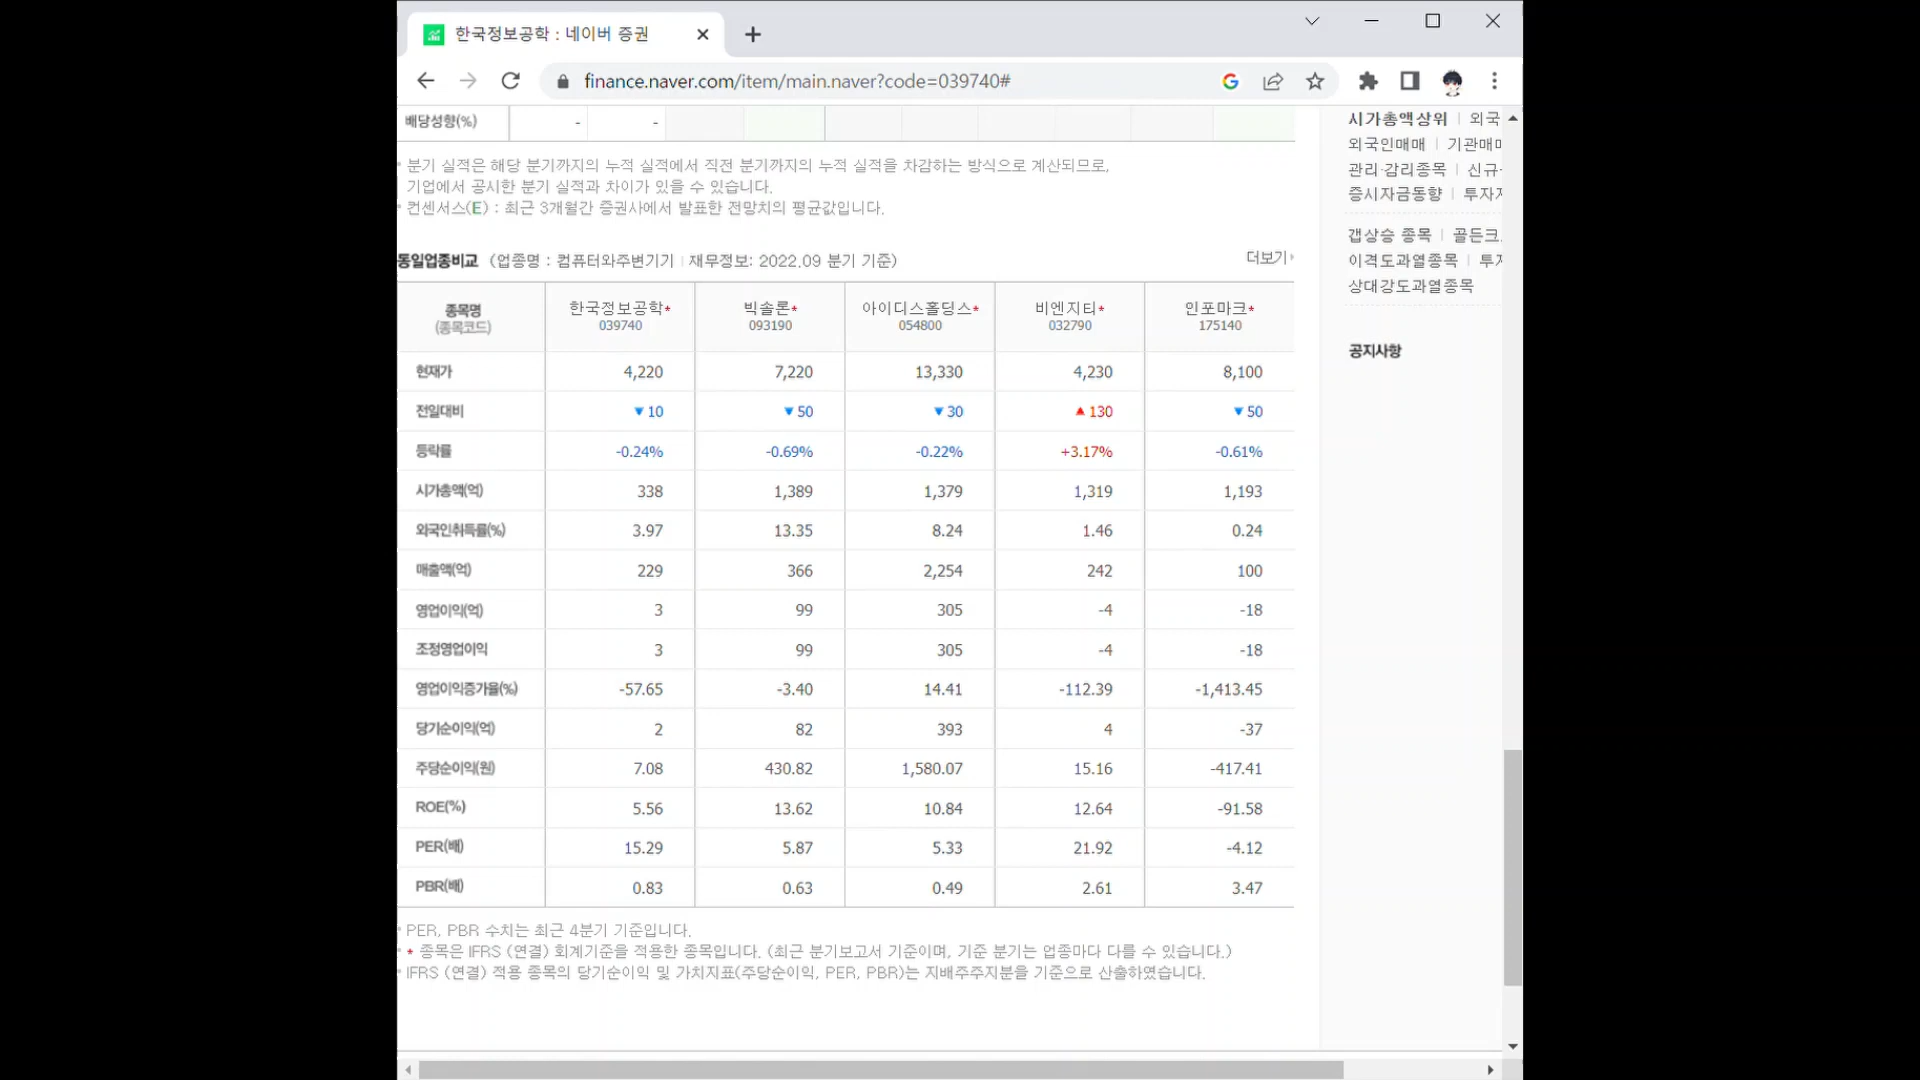 한국정보공학 : 네이버 증권
finance.naver.com/item/main.naver?code=039740#
배당성향(%) - -
분기 실적은 해당 분기까지의 누적 실적에서 직전 분기까지의 누적 실적을 차감하는 방식으로 계산되므로,
기업에서 공시한 분기 실적과 차이가 있을 수 있습니다.
컨센서스(E) : 최근 3개월간 증권사에서 발표한 전망치의 평균값입니다.
동일업종비교 (업종명 : 컴퓨터와주변기기 | 재무정보: 2022.09 분기 기준) 더보기
종목명 한국정보공학* 빅솔론* 아이디스홀딩스* 비엔지티* 인포마크*
(종목코드) 039740 093190 054800 032790 175140
현재가 4,220 7,220 13,330 4,230 8,100
전일대비 ▼10 ▼50 ▼30 ▲130 ▼50
등락률 -0.24% -0.69% -0.22% +3.17% -0.61%
시가총액(억) 338 1,389 1,379 1,319 1,193
외국인취득률(%) 3.97 13.35 8.24 1.46 0.24
매출액(억) 229 366 2,254 242 100
영업이익(억) 3 99 305 -4 -18
조정영업이익 3 99 305 -4 -18
영업이익증가율(%) -57.65 -3.40 14.41 -112.39 -1,413.45
당기순이익(억) 2 82 393 4 -37
주당순이익(원) 7.08 430.82 1,580.07 15.16 -417.41
ROE(%) 5.56 13.62 10.84 12.64 -91.58
PER(배) 15.29 5.87 5.33 21.92 -4.12
PBR(배) 0.83 0.63 0.49 2.61 3.47
PER, PBR 수치는 최근 4분기 기준입니다.
* 종목은 IFRS (연결) 회계기준을 적용한 종목입니다. (최근 분기보고서 기준이며, 기준 분기는 업종마다 다를 수 있습니다.)
IFRS (연결) 적용 종목의 당기순이익 및 가치지표(주당순이익, PER, PBR)는 지배주주지분을 기준으로 산출하였습니다.
시가총액상위 | 외국
외국인매매 | 기관매매
관리·감리종목 | 신규
증시자금동향 | 투자
갭상승 종목 | 골든크
이격도과열종목 | 투
상대강도과열종목
공지사항